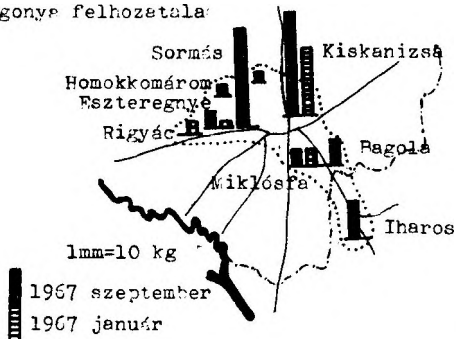 gonya felhozatala:
Sormás
Kiskanizsa
Homokkomárom
Eszteregnye
Rigyác
Bagola
Miklósfa
Iharos
1mm=10 kg
1967 szeptember
1967 január